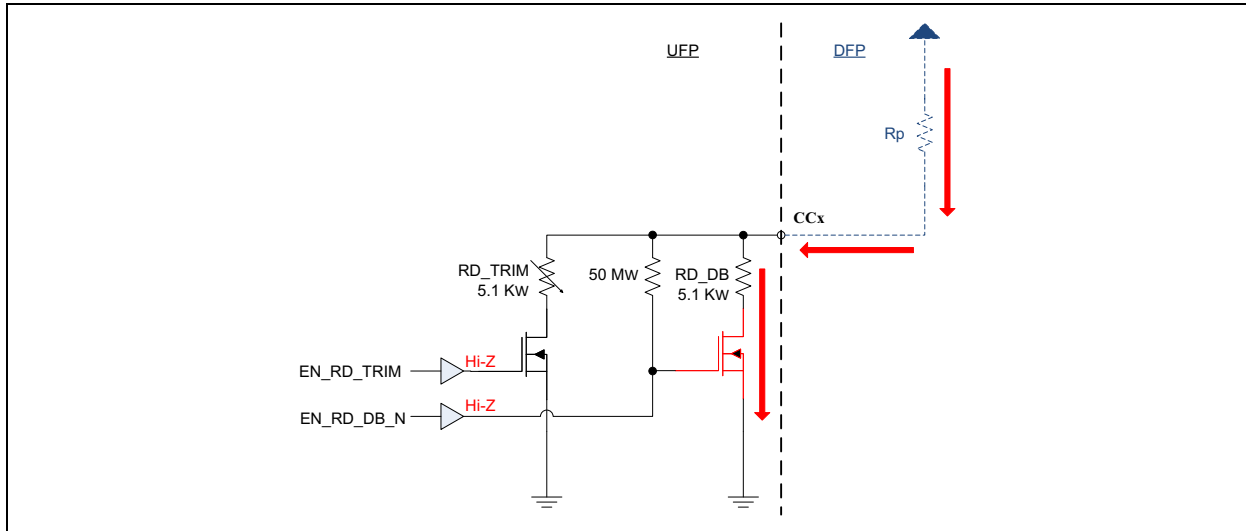 UFP
DFP
Rp
CCx
RD_TRIM
5.1 Kw
50 Mw
RD_DB
5.1 Kw
EN_RD_TRIM
Hi-Z
EN_RD_DB_N
Hi-Z